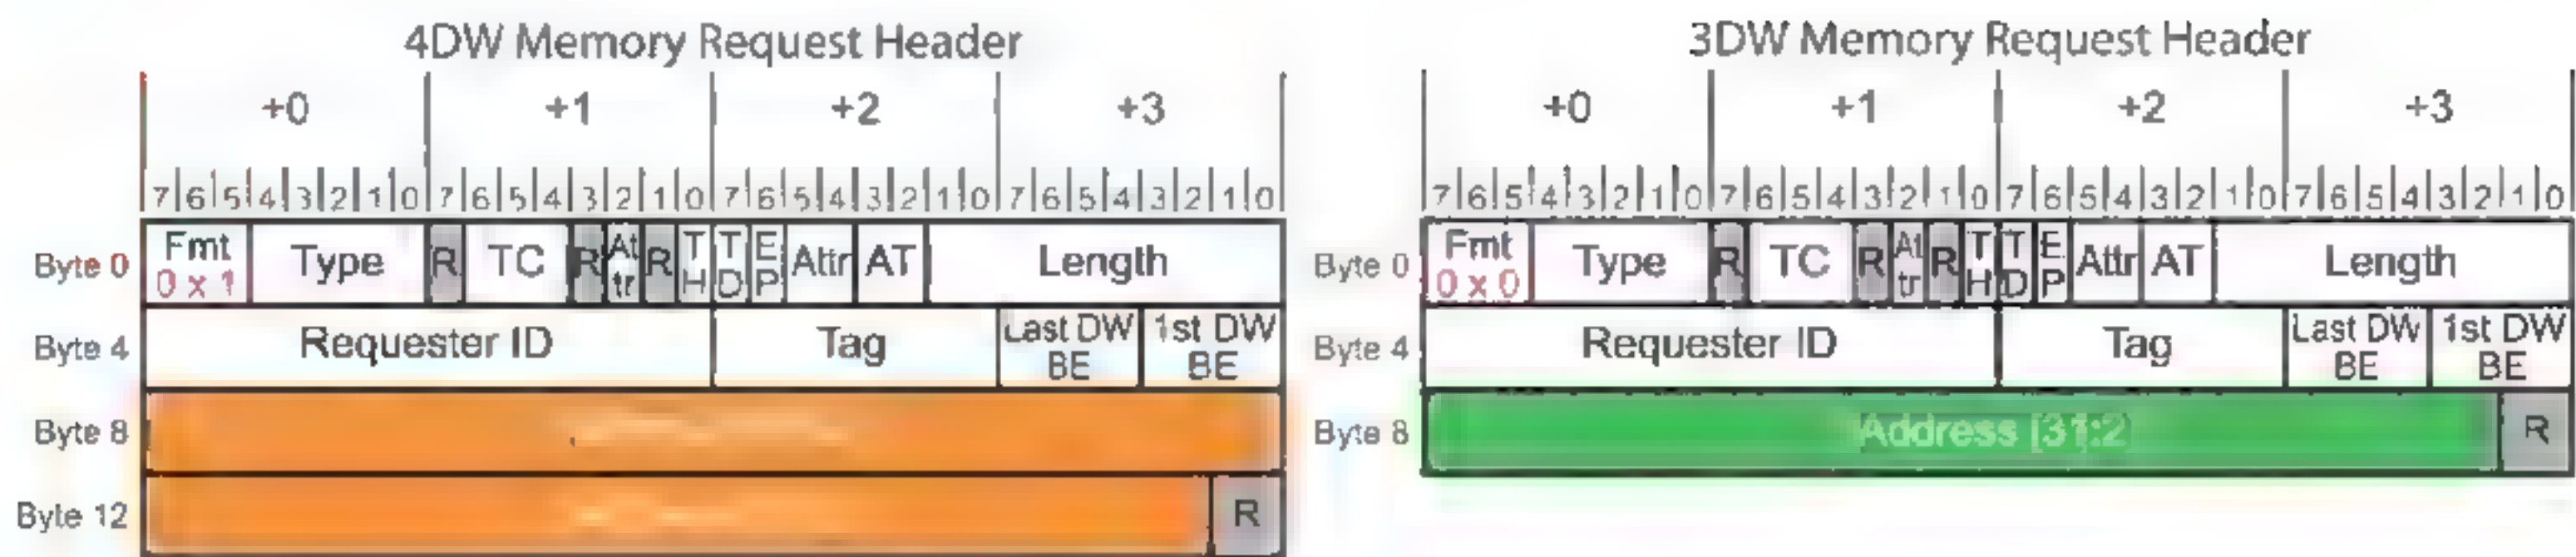 4DW Memory Request Header
+0 +1 +2 +3
7 6 5 4 3 2 1 0 7 6 5 4 3 2 1 0 7 6 5 4 3 2 1 0 7 6 5 4 3 2 1 0
Byte 0 Fmt 0 x 1 Type R TC R Attr R TH TD EP Attr AT Length
Byte 4 Requester ID Tag Last DW BE 1st DW BE
Byte 8
Byte 12 R
3DW Memory Request Header
+0 +1 +2 +3
7 6 5 4 3 2 1 0 7 6 5 4 3 2 1 0 7 6 5 4 3 2 1 0 7 6 5 4 3 2 1 0
Byte 0 Fmt 0 x 0 Type R TC R Attr R TH TD EP Attr AT Length
Byte 4 Requester ID Tag Last DW BE 1st DW BE
Byte 8 Address [31:2] R